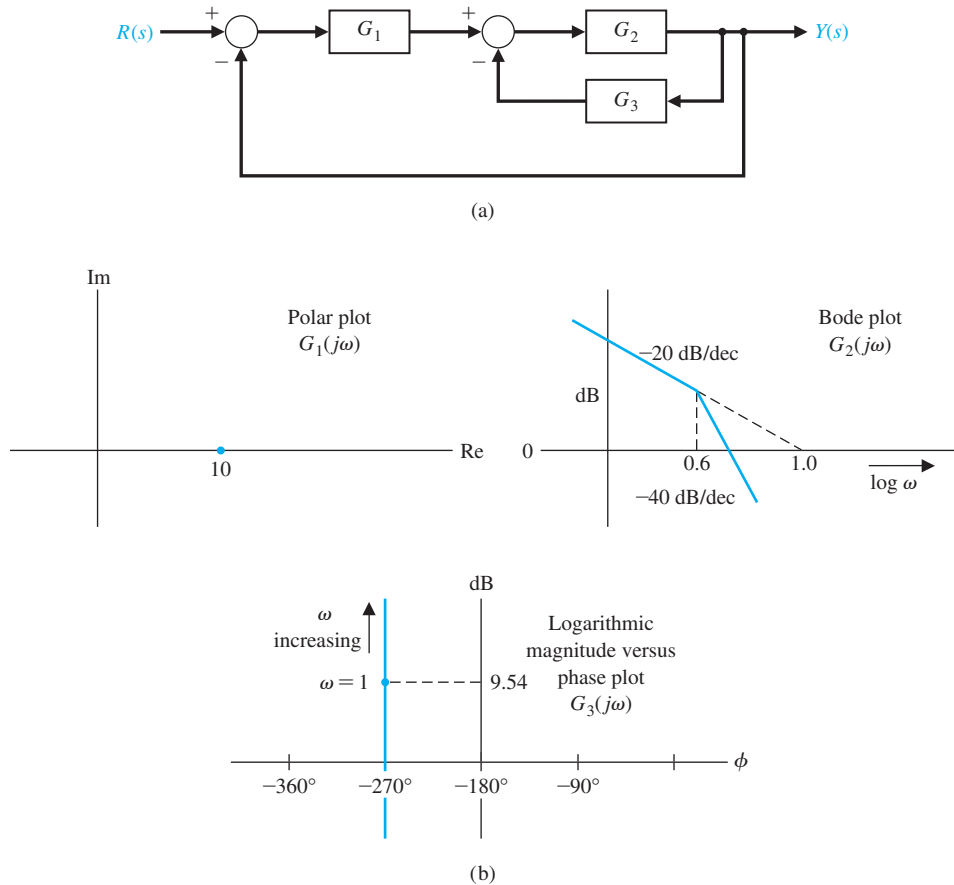 R(s)
+
−
G1
+
−
G2
G3
Y(s)
(a)
Im
Polar plot
G1(jω)
Re
10
Bode plot
G2(jω)
−20 dB/dec
dB
0
0.6
1.0
log ω
−40 dB/dec
dB
ω
increasing
ω = 1
9.54
Logarithmic
magnitude versus
phase plot
G3(jω)
ϕ
−360°
−270°
−180°
−90°
(b)